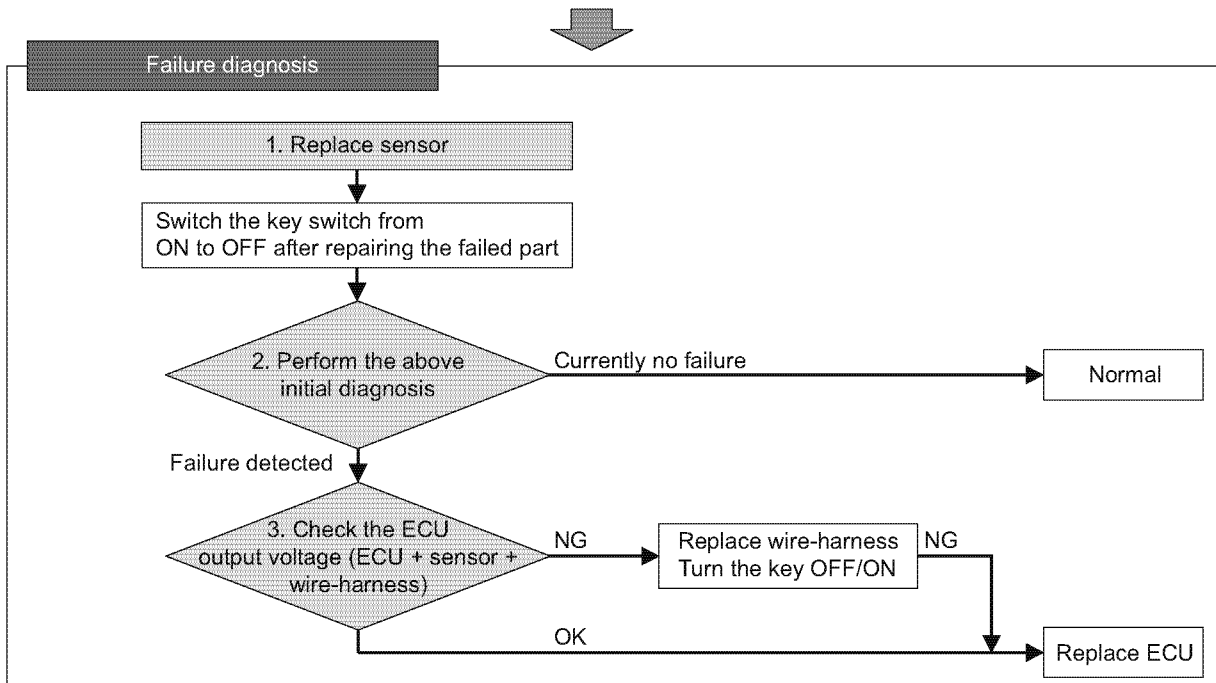 Failure diagnosis
1. Replace sensor
Switch the key switch from
ON to OFF after repairing the failed part
2. Perform the above
initial diagnosis
Currently no failure
Normal
Failure detected
3. Check the ECU
output voltage (ECU + sensor +
wire-harness)
NG
Replace wire-harness
Turn the key OFF/ON
NG
OK
Replace ECU